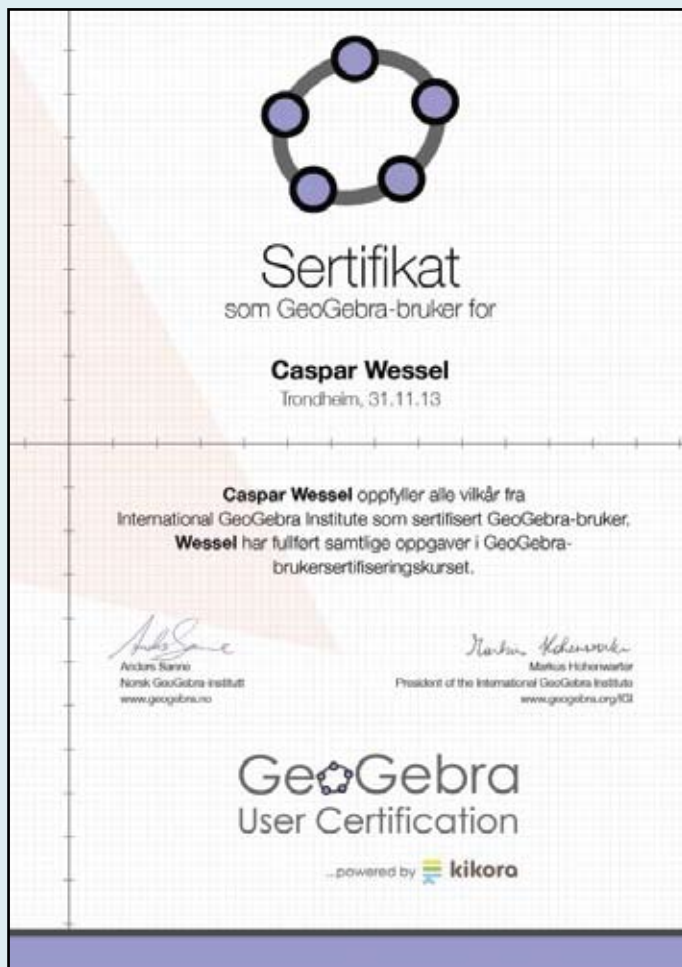 Sertifikat
som GeoGebra-bruker for
Caspar Wessel
Trondheim, 31.11.13
Caspar Wessel oppfyller alle vilkår fra
International GeoGebra Institute som sertifisert GeoGebra-bruker.
Wessel har fullført samtlige oppgaver i GeoGebra-
brukersertifiseringskurset.
Anders Sanne
Norsk GeoGebra-institutt
www.geogebra.no
Markus Hohenwarter
President of the International GeoGebra Institute
www.geogebra.org/IGI
GeoGebra
User Certification
...powered by kikora